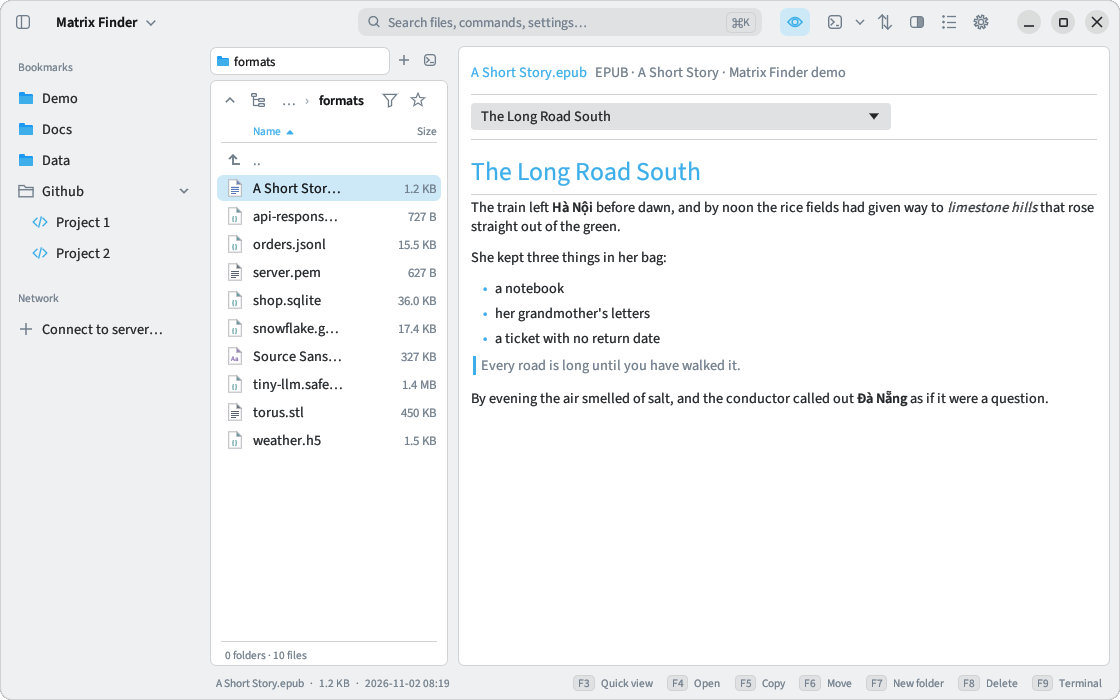 Matrix Finder
Search files, commands, settings…
⌘K
Bookmarks
Demo
Docs
Data
Github
Project 1
Project 2
Network
Connect to server…
formats
… › formats
Name Size
..
A Short Stor… 1.2 KB
api-respons… 727 B
orders.jsonl 15.5 KB
server.pem 627 B
shop.sqlite 36.0 KB
snowflake.g… 17.4 KB
Source Sans… 327 KB
tiny-llm.safe… 1.4 MB
torus.stl 450 KB
weather.h5 1.5 KB
0 folders · 10 files
A Short Story.epub EPUB · A Short Story · Matrix Finder demo
The Long Road South
The Long Road South
The train left Hà Nội before dawn, and by noon the rice fields had given way to limestone hills that rose
straight out of the green.
She kept three things in her bag:
• a notebook
• her grandmother's letters
• a ticket with no return date
Every road is long until you have walked it.
By evening the air smelled of salt, and the conductor called out Đà Nẵng as if it were a question.
A Short Story.epub · 1.2 KB · 2026-11-02 08:19
F3 Quick view F4 Open F5 Copy F6 Move F7 New folder F8 Delete F9 Terminal